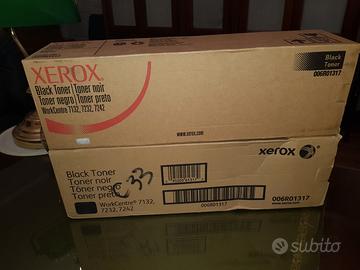 XEROX
Black Toner|Toner noir
Toner negro|Toner preto
WorkCentre 7132, 7232, 7242
Black
Toner
006R01317
www.xerox.com
Black Toner
Toner noir
Toner negro
Toner preto
WorkCentre® 7132,
7232, 7242
xerox
006R01317
006R01317
subito